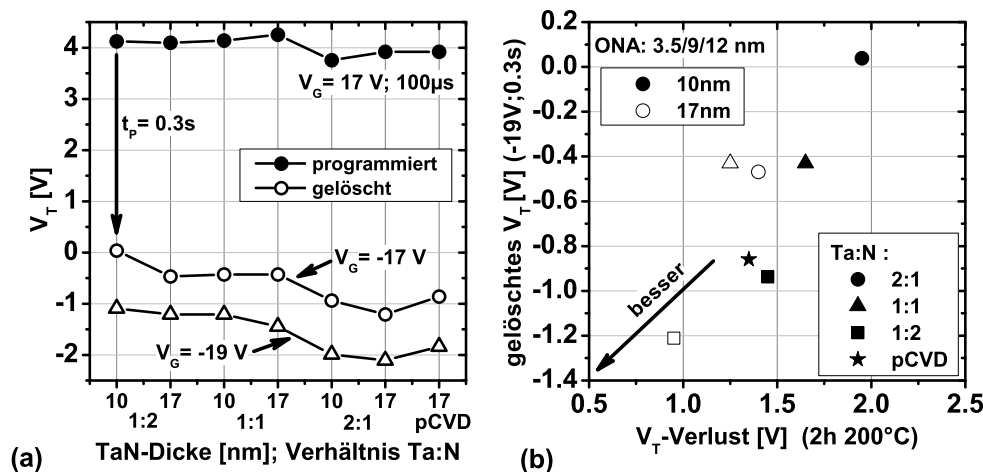 4
3
2
1
0
-1
-2
V_T [V]
t_P= 0.3s
V_G= 17 V; 100µs
programmiert
gelöscht
V_G= -17 V
V_G= -19 V
10 17 10 17 10 17 17
1:2 1:1 2:1 pCVD
TaN-Dicke [nm]; Verhältnis Ta:N
(a)
0.2
0.0
-0.2
-0.4
-0.6
-0.8
-1.0
-1.2
-1.4
gelöschtes V_T [V] (-19V;0.3s)
ONA: 3.5/9/12 nm
10nm
17nm
besser
Ta:N :
2:1
1:1
1:2
pCVD
0.5 1.0 1.5 2.0 2.5
V_T-Verlust [V] (2h 200°C)
(b)